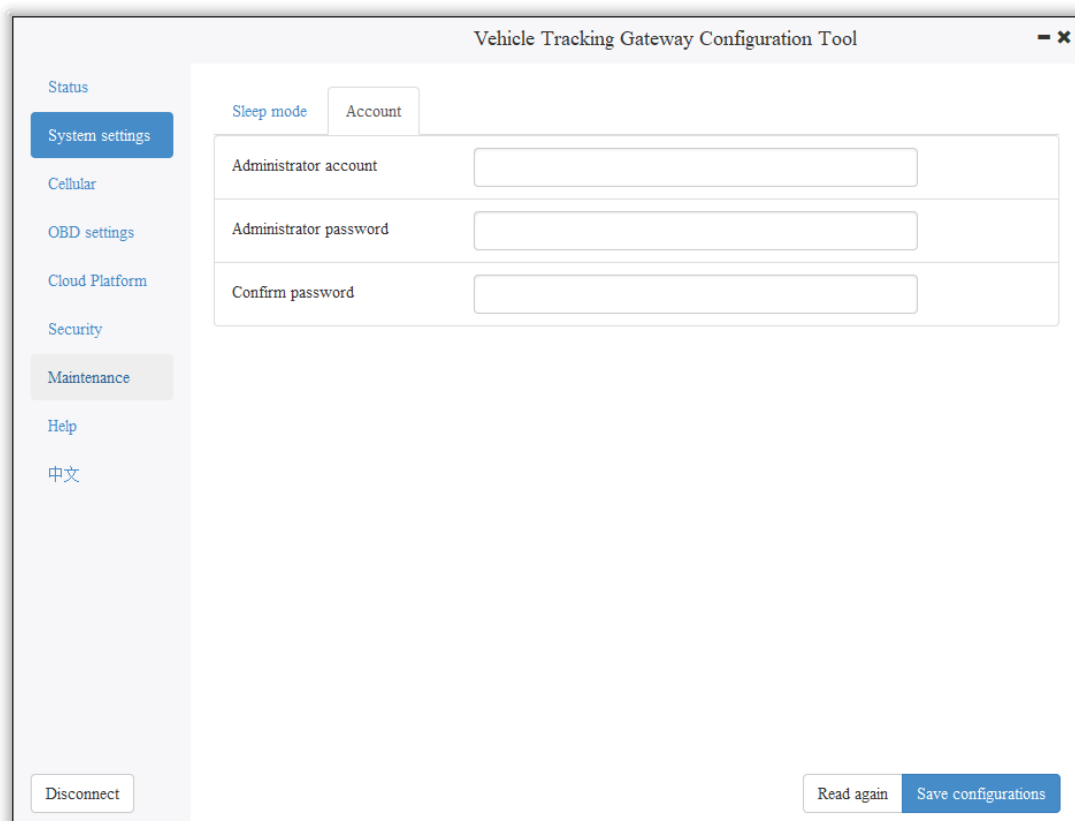 Vehicle Tracking Gateway Configuration Tool
Status
System settings
Cellular
OBD settings
Cloud Platform
Security
Maintenance
Help
中文
Sleep mode
Account
Administrator account
Administrator password
Confirm password
Disconnect
Read again
Save configurations